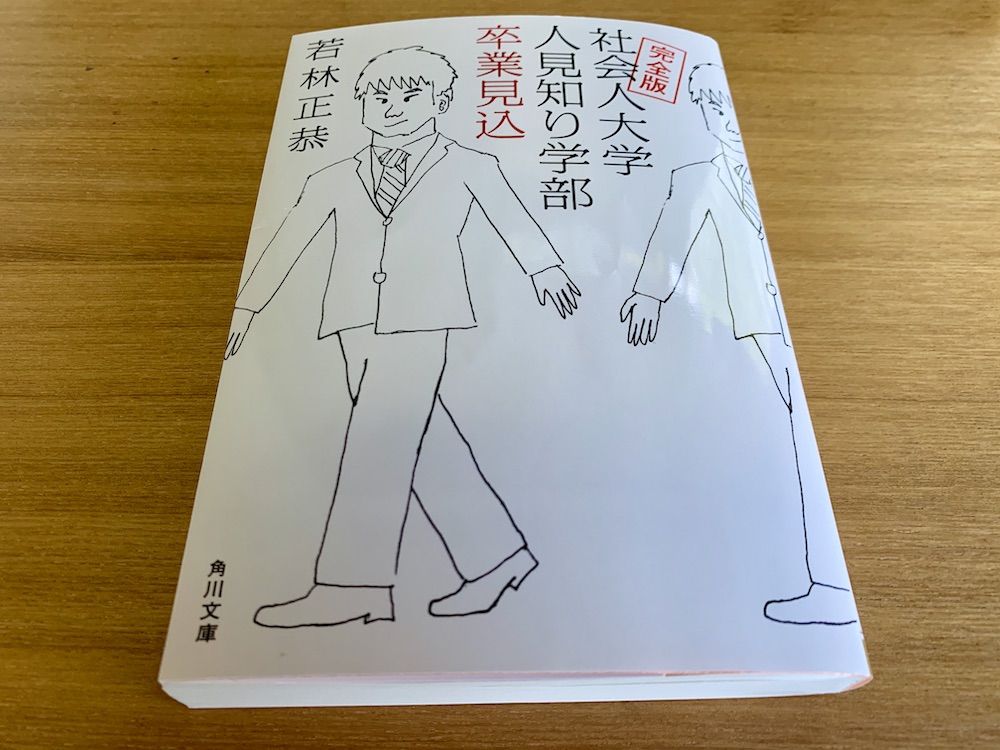 完全版
社会人大学
人見知り学部
卒業見込
若林正恭
角川文庫